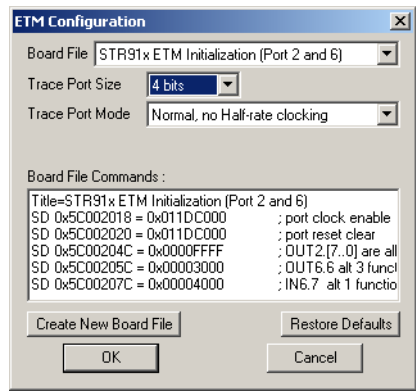 ETM Configuration
Board File STR91x ETM Initialization (Port 2 and 6)
Trace Port Size 4 bits
Trace Port Mode Normal, no Half-rate clocking
Board File Commands :
Title=STR91x ETM Initialization (Port 2 and 6)
SD 0x5C002018 = 0x011DC000 ; port clock enable
SD 0x5C002020 = 0x011DC000 ; port reset clear
SD 0x5C00204C = 0x0000FFFF ; OUT2.[7..0] are all
SD 0x5C00205C = 0x00003000 ; OUT6.6 alt 3 funct
SD 0x5C00207C = 0x00004000 ; IN6.7 alt 1 functio
Create New Board File Restore Defaults
OK Cancel